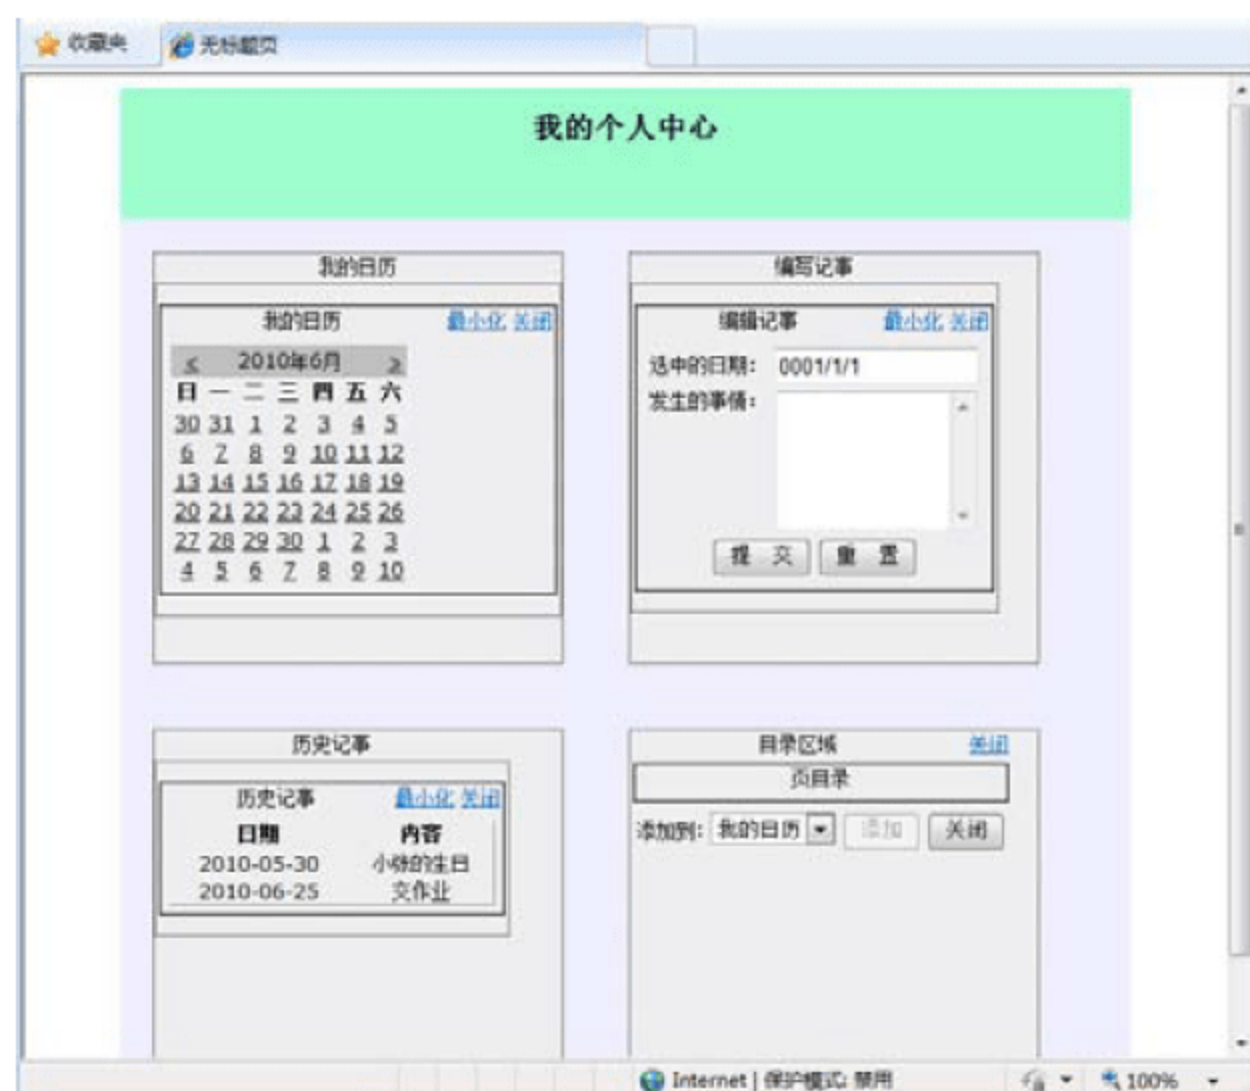 收藏夹 无标题页
我的个人中心
我的日历
我的日历 最小化 关闭
< 2010年6月 >
日 一 二 三 四 五 六
30 31 1 2 3 4 5
6 7 8 9 10 11 12
13 14 15 16 17 18 19
20 21 22 23 24 25 26
27 28 29 30 1 2 3
4 5 6 7 8 9 10
编写记事
编辑记事 最小化 关闭
选中的日期: 0001/1/1
发生的事情:
提 交 重 置
历史记事
历史记事 最小化 关闭
日期 内容
2010-05-30 小张的生日
2010-06-25 交作业
目录区域 关闭
页目录
添加到: 我的日历 添加 关闭
Internet | 保护模式: 禁用 100%